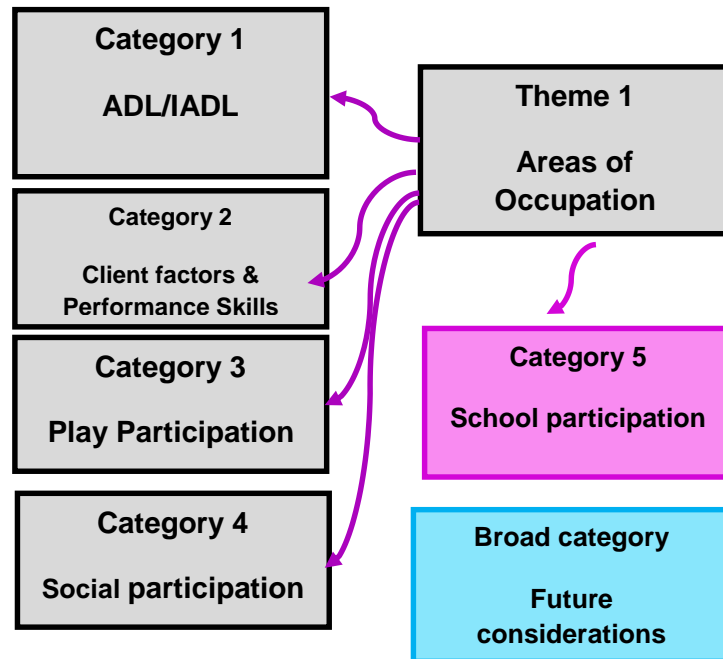 Category 1
ADL/IADL
Theme 1
Areas of
Occupation
Category 2
Client factors &
Performance Skills
Category 3
Play Participation
Category 4
Social participation
Category 5
School participation
Broad category
Future
considerations